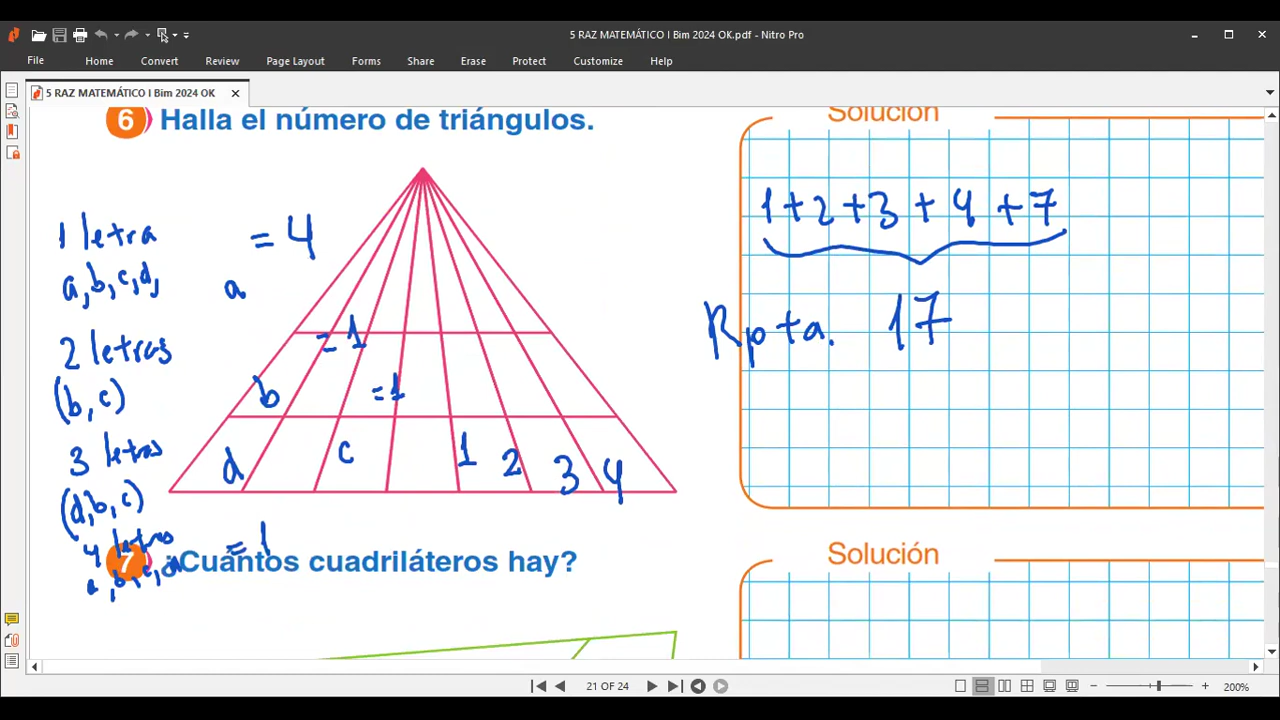 5 RAZ MATEMÁTICO I Bim 2024 OK.pdf - Nitro Pro
File Home Convert Review Page Layout Forms Share Erase Protect Customize Help
5 RAZ MATEMÁTICO I Bim 2024 OK
6 Halla el número de triángulos.
Solución
1 letra = 4
a, b, c, d,
a
2 letras = 1
(b, c)
b = 1
3 letras
(d, b, c)
d c 1 2 3 4
4 letras = 1
a, b, c, d
1+2+3+4+7
Rpta. 17
7 ¿Cuántos cuadriláteros hay?
Solución
21 OF 24
200%